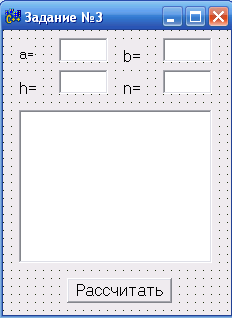 Задание №3
a= b=
h= n=
Рассчитать